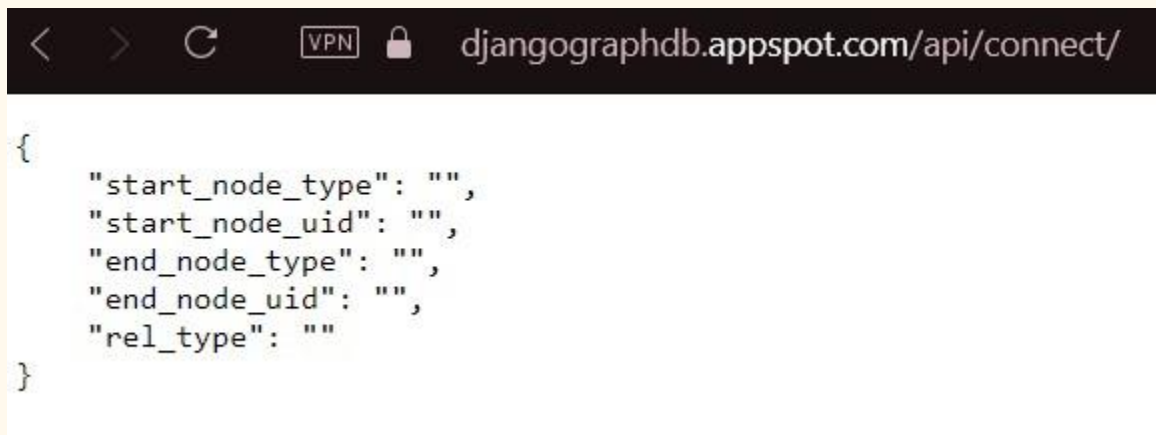 VPN djangographdb.appspot.com/api/connect/
{
"start_node_type": "",
"start_node_uid": "",
"end_node_type": "",
"end_node_uid": "",
"rel_type": ""
}